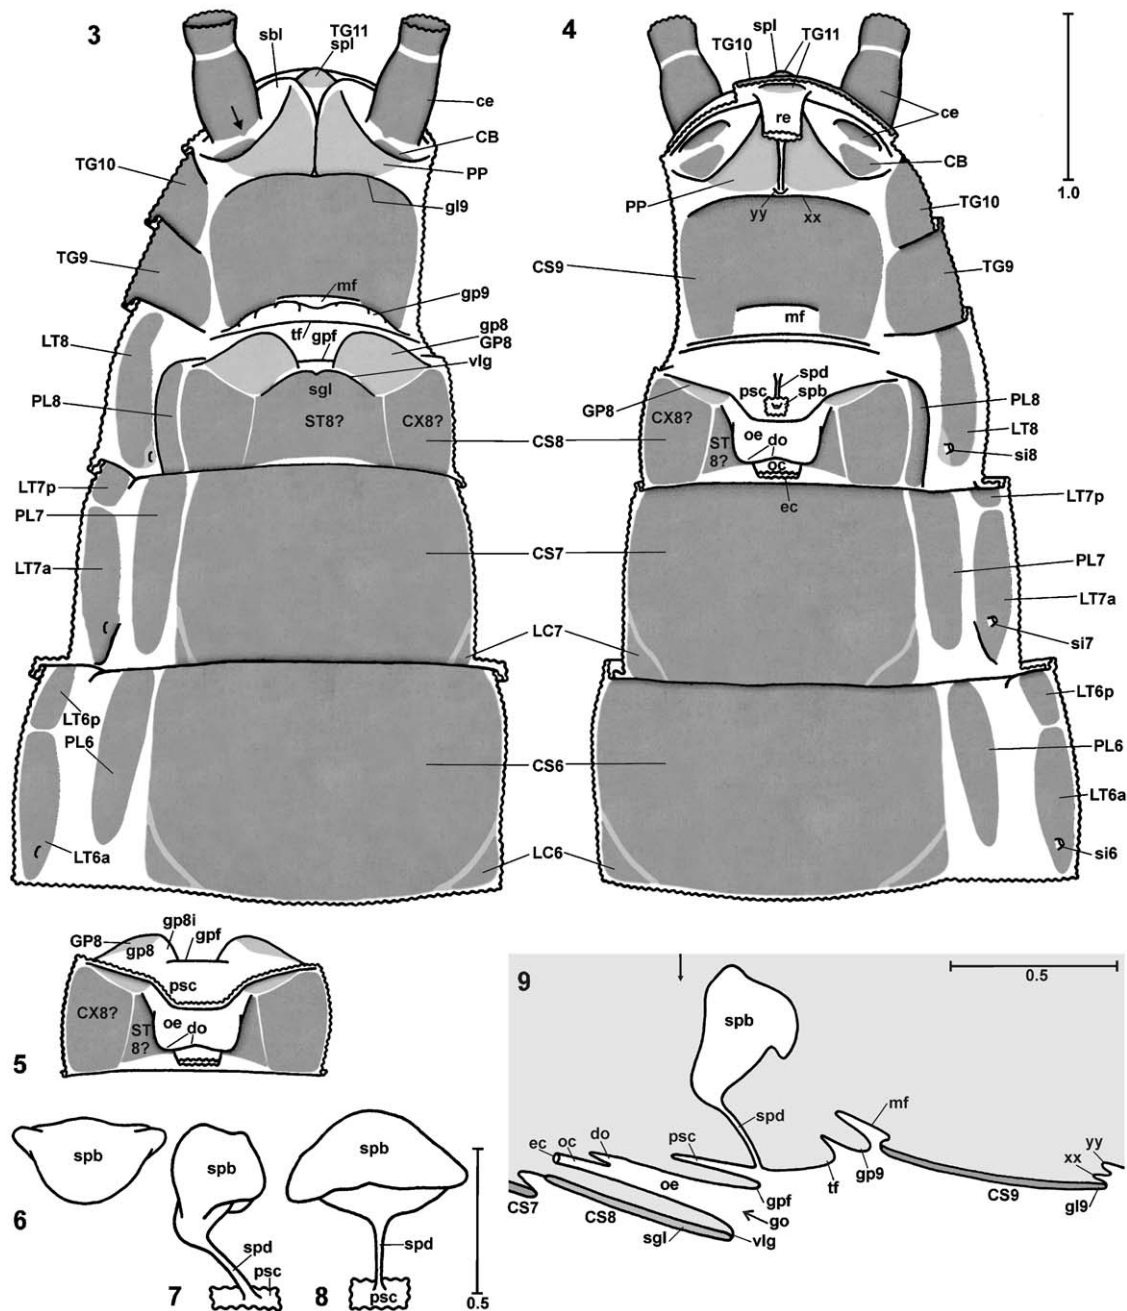 3
sbl
TG11
spl
ce
CB
PP
gl9
TG10
TG9
mf
gp9
tf
gpf
gp8
GP8
vlg
LT8
sgl
PL8
ST8?
CX8?
CS8
LT7p
PL7
LT7a
CS7
LC7
LT6p
PL6
CS6
LT6a
LC6
4
spl
TG11
TG10
re
ce
CB
TG10
PP
yy
xx
CS9
TG9
mf
spd
psc
spb
GP8
PL8
CX8?
ST
8?
oe
do
oc
LT8
si8
ec
LT7p
PL7
LT7a
si7
LT6p
PL6
LT6a
si6
1.0
5
gp8i
GP8
gp8
gpf
psc
CX8?
ST
8?
oe
do
6
spb
7
spb
spd
psc
8
spb
spd
psc
0.5
9
0.5
spb
spd
mf
ec
oc
do
psc
oe
gp9
tf
yy
xx
CS7
CS8
gpf
go
CS9
gl9
sgl
vlg